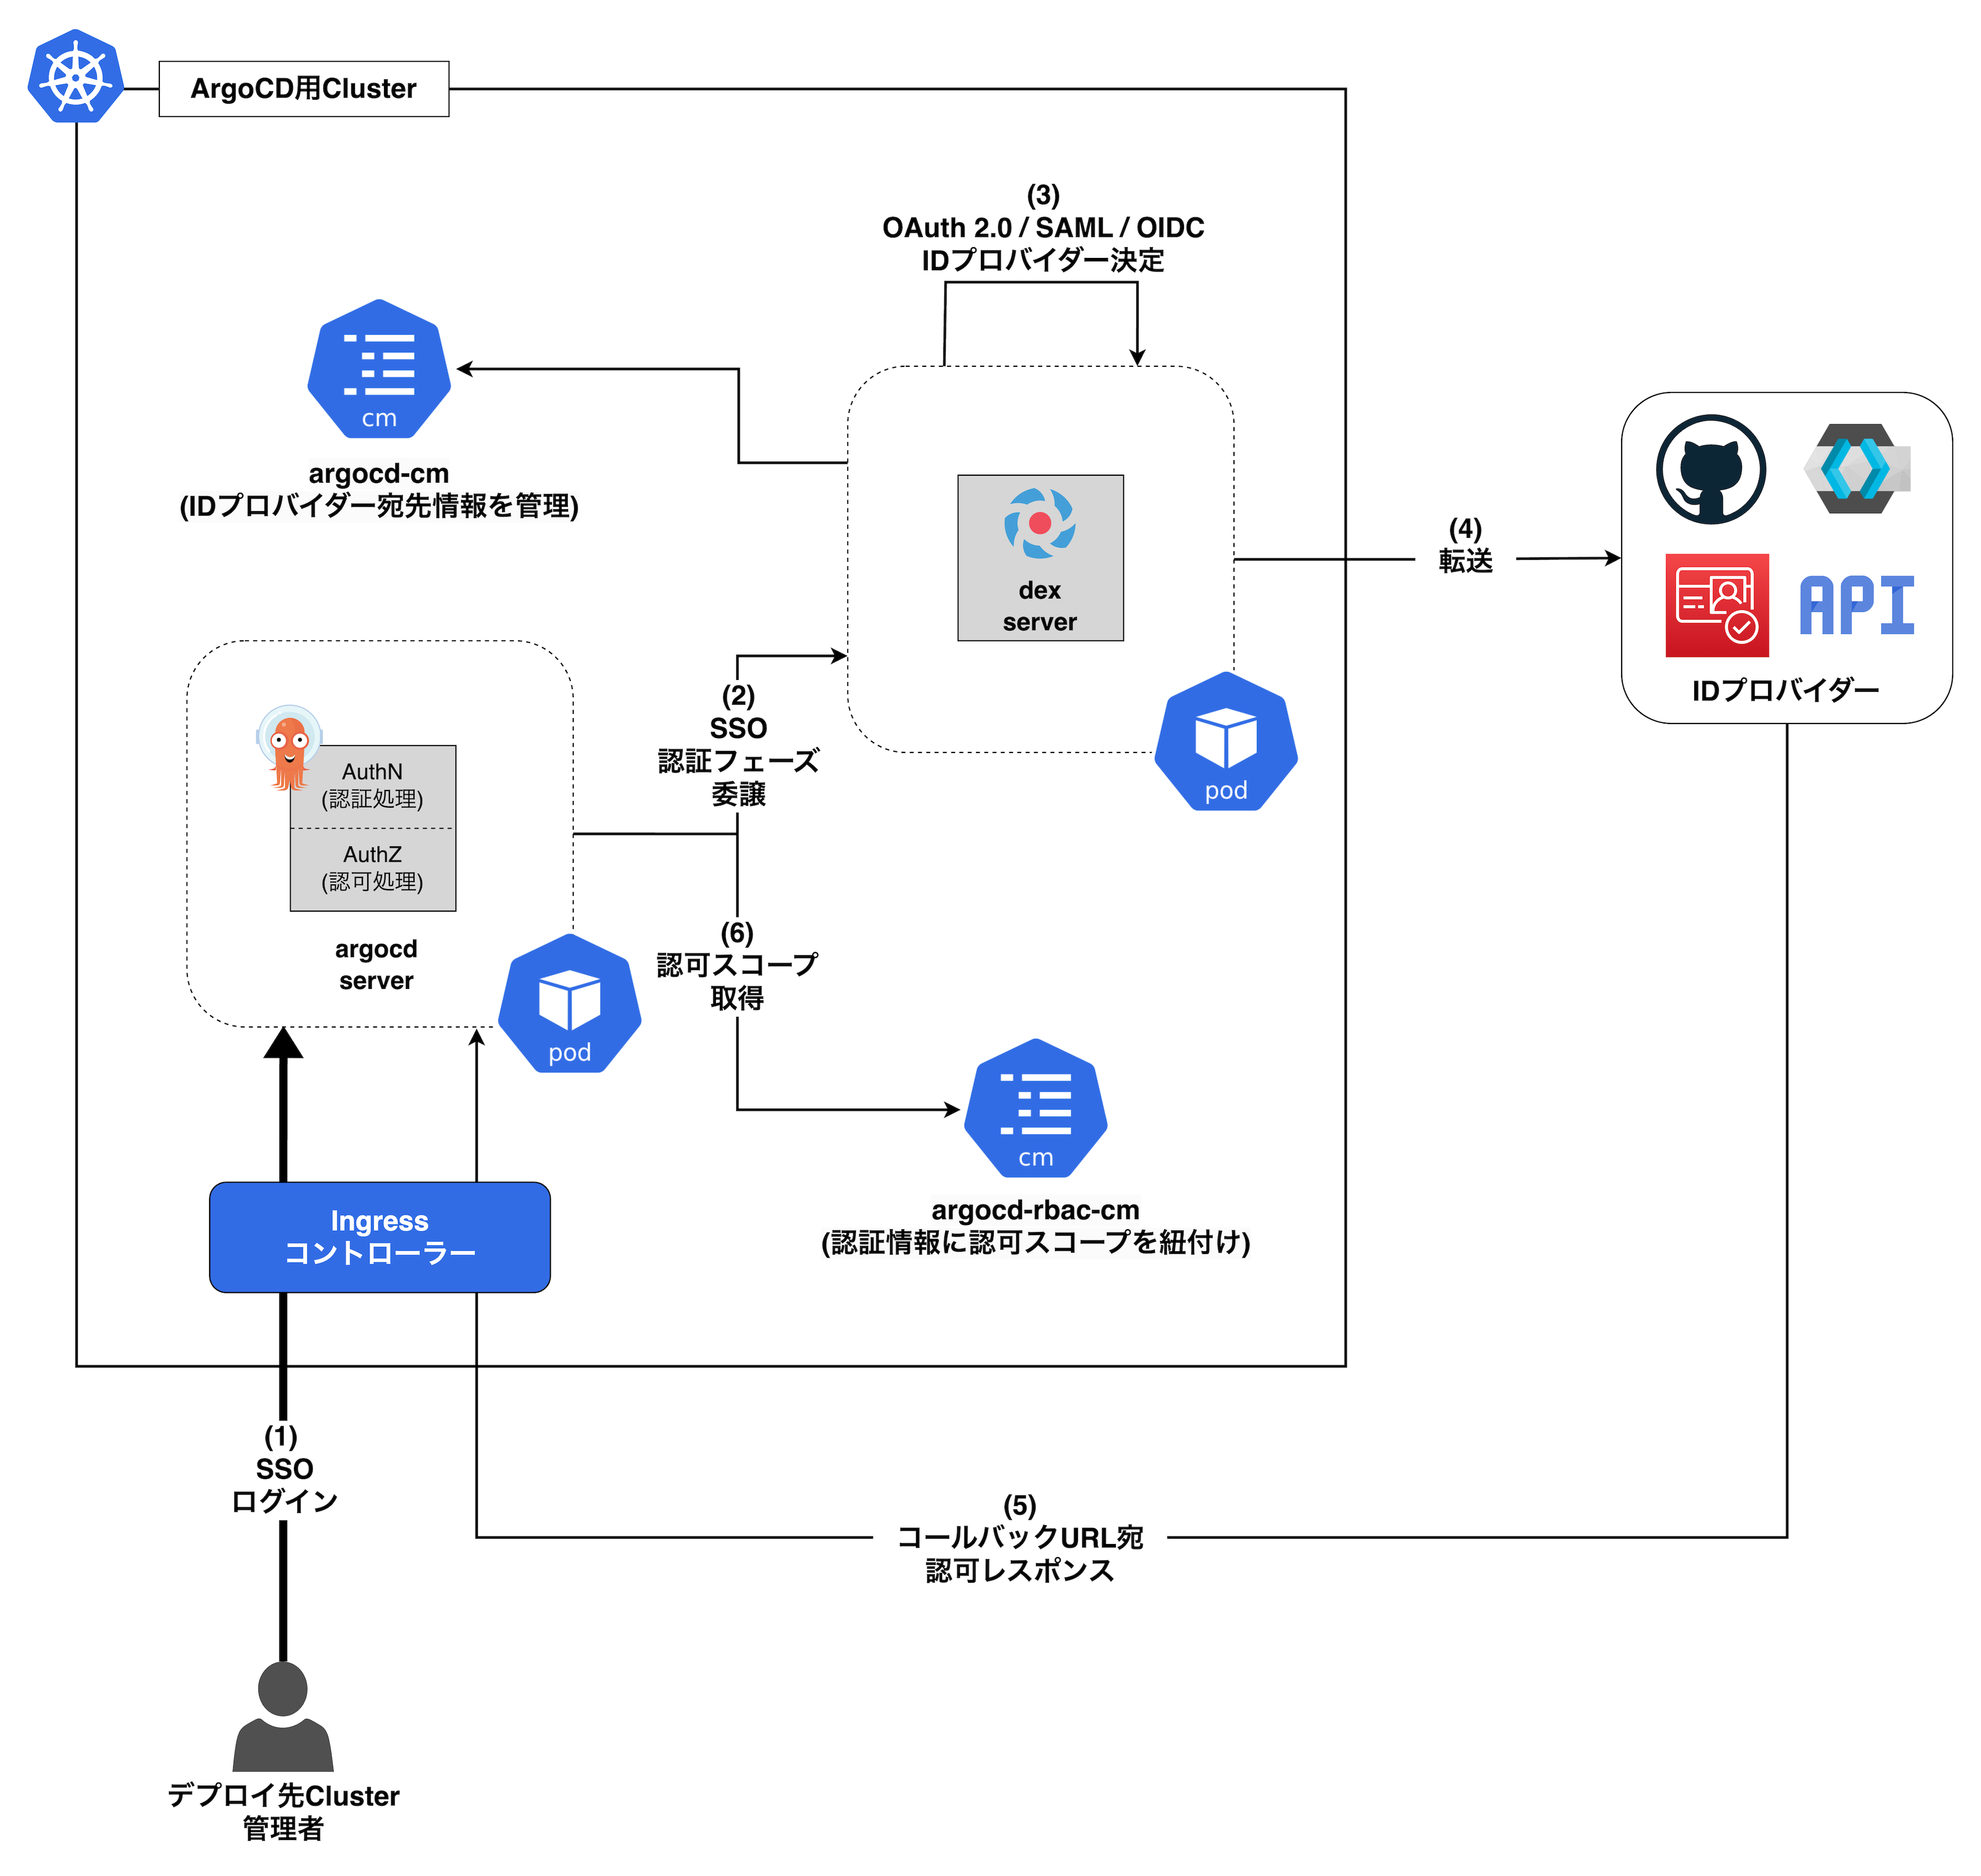 ArgoCD用Cluster
(3)
OAuth 2.0 / SAML / OIDC
IDプロバイダー決定
cm
argocd-cm
(IDプロバイダー宛先情報を管理)
dex
server
pod
(4)
転送
API
IDプロバイダー
(2)
SSO
認証フェーズ
委譲
AuthN
(認証処理)
AuthZ
(認可処理)
argocd
server
pod
(6)
認可スコープ
取得
cm
argocd-rbac-cm
(認証情報に認可スコープを紐付け)
Ingress
コントローラー
(1)
SSO
ログイン
(5)
コールバックURL宛
認可レスポンス
デプロイ先Cluster
管理者